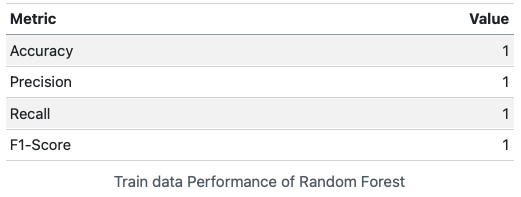 Metric Value
Accuracy 1
Precision 1
Recall 1
F1-Score 1
Train data Performance of Random Forest